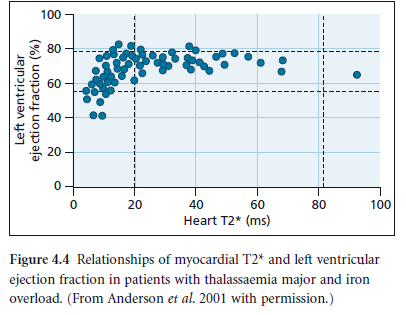 100
80
60
40
20
0
Left ventricular
ejection fraction (%)
0 20 40 60 80 100
Heart T2* (ms)
Figure 4.4 Relationships of myocardial T2* and left ventricular
ejection fraction in patients with thalassaemia major and iron
overload. (From Anderson et al. 2001 with permission.)